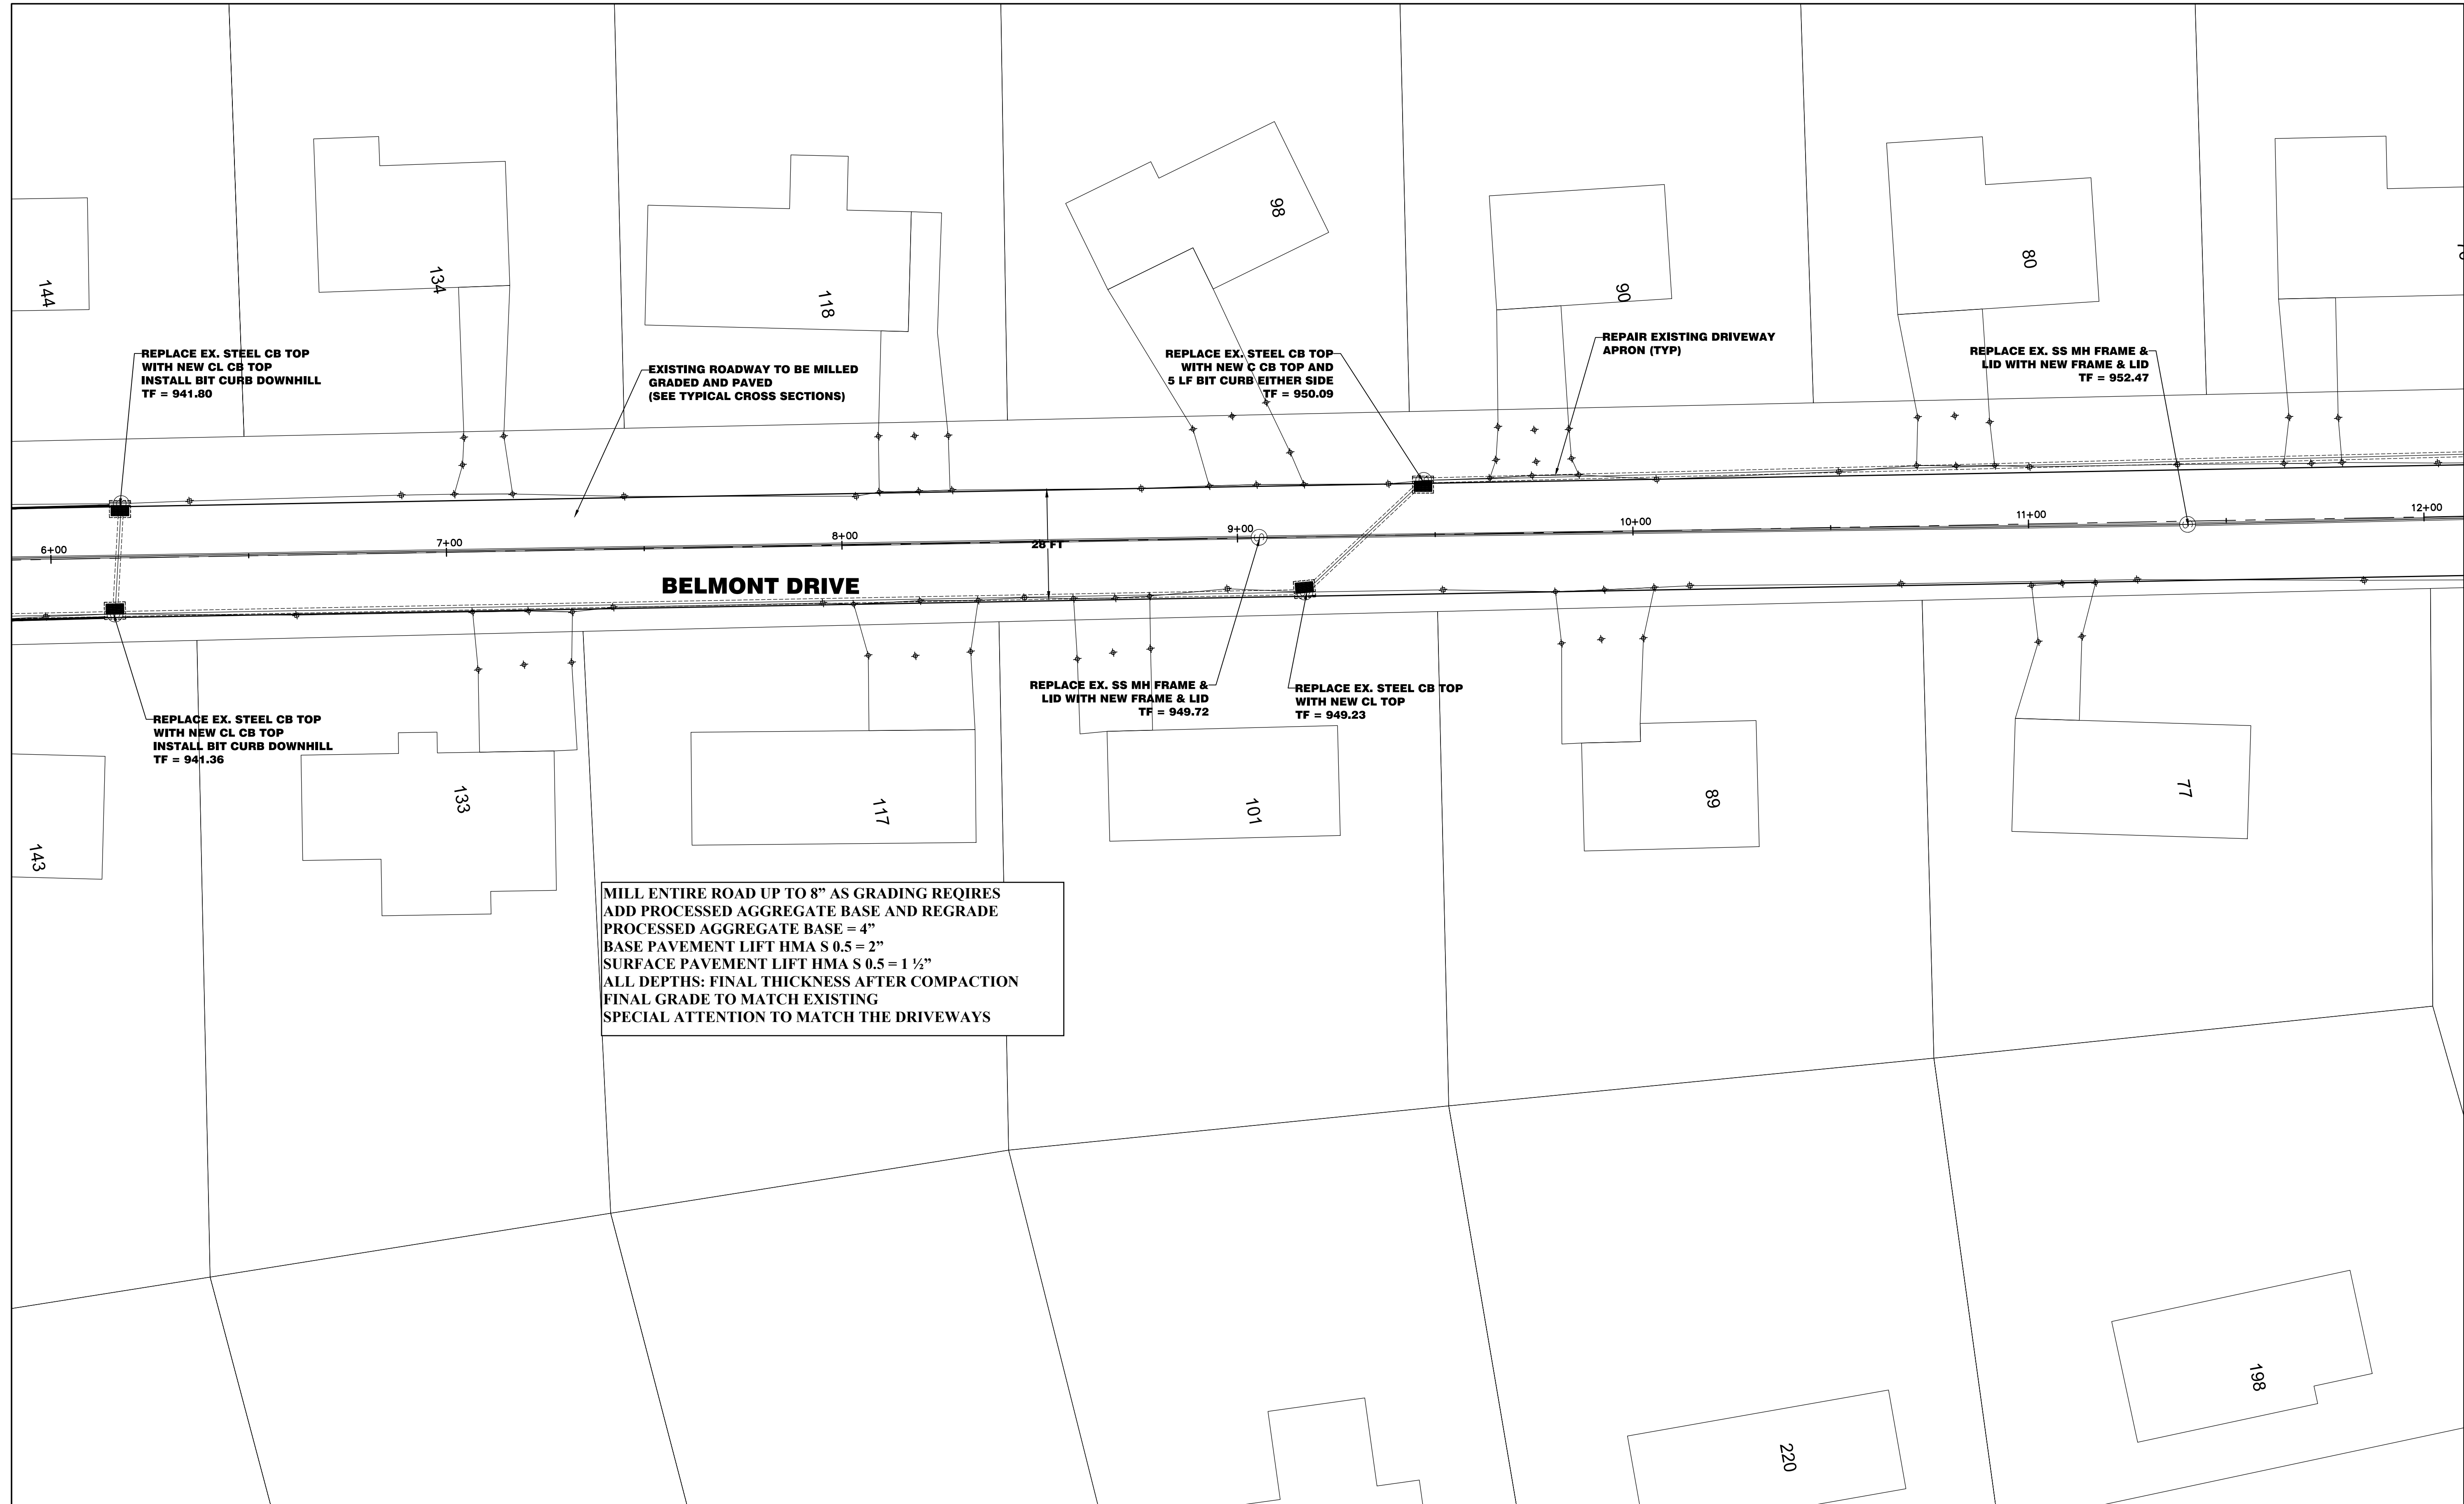 98
134
118
90
80
144
REPLACE EX. STEEL CB TOP
WITH NEW CL CB TOP
INSTALL BIT CURB DOWNHILL
TF = 941.80
EXISTING ROADWAY TO BE MILLED
GRADED AND PAVED
(SEE TYPICAL CROSS SECTIONS)
REPLACE EX. STEEL CB TOP
WITH NEW C CB TOP AND
5 LF BIT CURB EITHER SIDE
TF = 950.09
REPAIR EXISTING DRIVEWAY
APRON (TYP)
REPLACE EX. SS MH FRAME &
LID WITH NEW FRAME & LID
TF = 952.47
6+00
7+00
8+00
9+00
10+00
11+00
12+00
28 FT
S
S
BELMONT DRIVE
REPLACE EX. STEEL CB TOP
WITH NEW CL CB TOP
INSTALL BIT CURB DOWNHILL
TF = 941.36
REPLACE EX. SS MH FRAME &
LID WITH NEW FRAME & LID
TF = 949.72
REPLACE EX. STEEL CB TOP
WITH NEW CL TOP
TF = 949.23
143
133
117
101
89
77
MILL ENTIRE ROAD UP TO 8” AS GRADING REQIRES
ADD PROCESSED AGGREGATE BASE AND REGRADE
PROCESSED AGGREGATE BASE = 4”
BASE PAVEMENT LIFT HMA S 0.5 = 2”
SURFACE PAVEMENT LIFT HMA S 0.5 = 1 ½”
ALL DEPTHS: FINAL THICKNESS AFTER COMPACTION
FINAL GRADE TO MATCH EXISTING
SPECIAL ATTENTION TO MATCH THE DRIVEWAYS
220
198